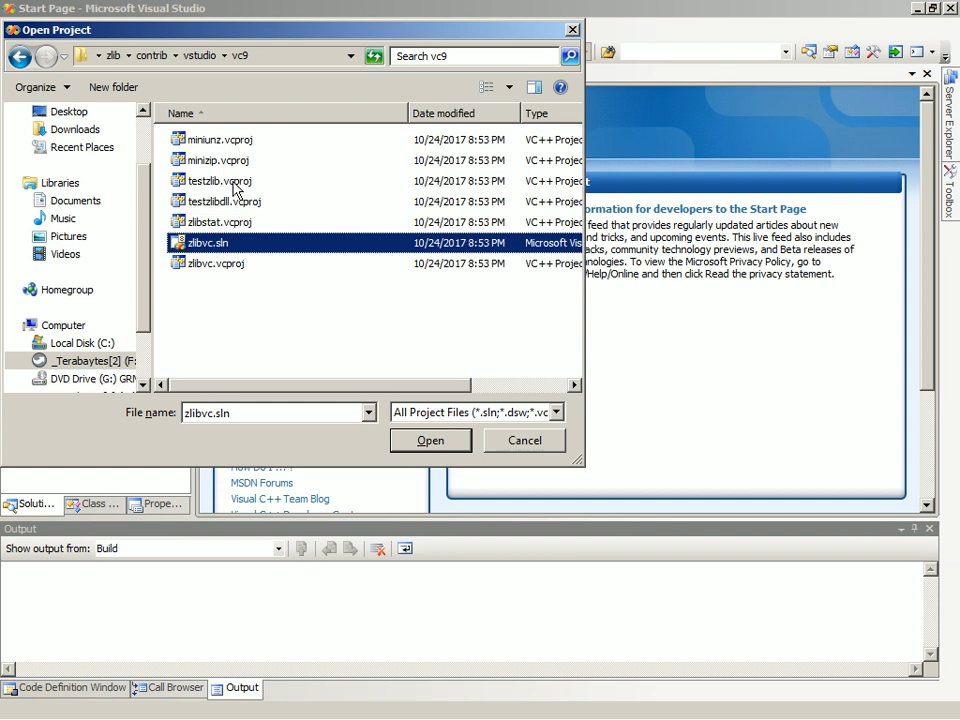 Start Page - Microsoft Visual Studio
Open Project
zlib contrib vstudio vc9
Search vc9
Organize New folder
Name Date modified Type
Desktop
Downloads
Recent Places
Libraries
Documents
Music
Pictures
Videos
Homegroup
Computer
Local Disk (C:)
_Terabytes[2] (F:
DVD Drive (G:) GRM
miniunz.vcproj 10/24/2017 8:53 PM VC++ Projec
minizip.vcproj 10/24/2017 8:53 PM VC++ Projec
testzlib.vcproj 10/24/2017 8:53 PM VC++ Projec
testzlibdll.vcproj 10/24/2017 8:53 PM VC++ Projec
zlibstat.vcproj 10/24/2017 8:53 PM VC++ Projec
zlibvc.sln 10/24/2017 8:53 PM Microsoft Vis
zlibvc.vcproj 10/24/2017 8:53 PM VC++ Projec
File name: zlibvc.sln All Project Files (*.sln;*.dsw;*.vc
Open Cancel
Server Explorer
Toolbox
t
ormation for developers to the Start Page
feed that provides regularly updated articles about new
nd tricks, and upcoming events. This live feed also includes
acks, community technology previews, and Beta releases of
nologies. To view the Microsoft Privacy Policy, go to
/Help/Online and then click Read the privacy statement.
How Do I ... ?
MSDN Forums
Visual C++ Team Blog
Soluti... Class ... Prope...
Output
Show output from: Build
Code Definition Window Call Browser Output